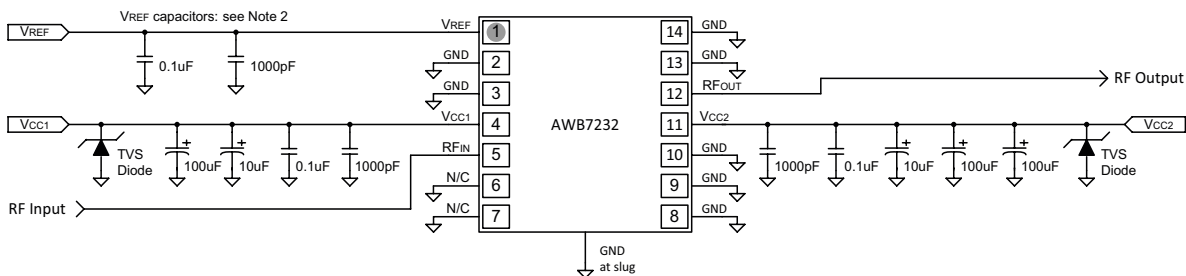 VREF capacitors: see Note 2
VREF
VREF
1
14
GND
0.1uF
1000pF
GND
2
13
GND
GND
3
12
RFOUT
RF Output
VCC1
VCC1
4
AWB7232
11
VCC2
VCC2
TVS
Diode
+
100uF
+
10uF
0.1uF
1000pF
RFIN
5
10
GND
1000pF
0.1uF
+
10uF
+
100uF
+
100uF
TVS
Diode
N/C
6
9
GND
RF Input
N/C
7
8
GND
GND
at slug